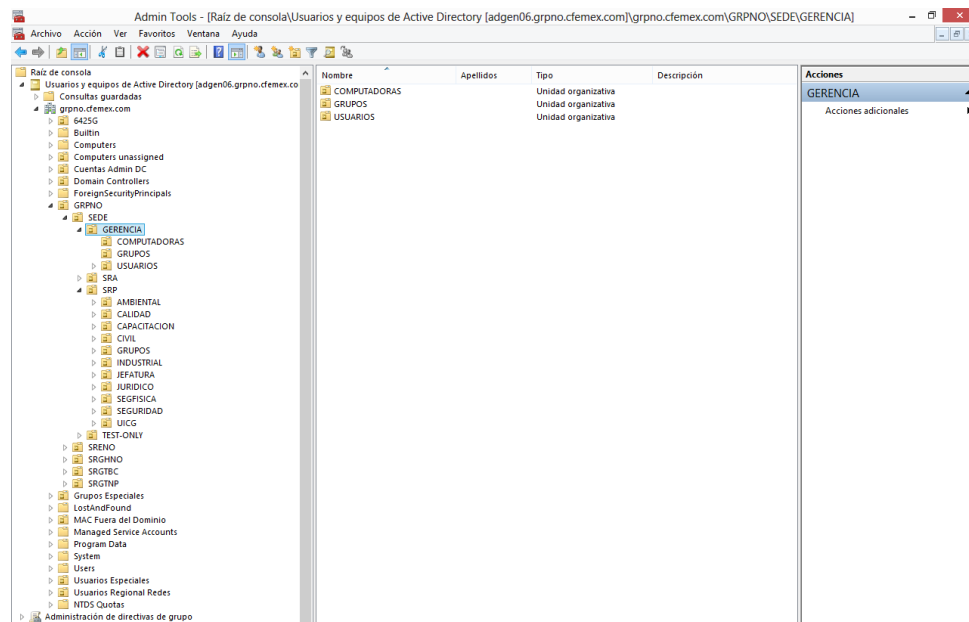 Admin Tools - [Raíz de consola\Usuarios y equipos de Active Directory [adgen06.grpno.cfemex.com]\grpno.cfemex.com\GRPNO\SEDE\GERENCIA]
Archivo Acción Ver Favoritos Ventana Ayuda
Raíz de consola
Usuarios y equipos de Active Directory [adgen06.grpno.cfemex.co
Consultas guardadas
grpno.cfemex.com
6425G
Builtin
Computers
Computers unassigned
Cuentas Admin DC
Domain Controllers
ForeignSecurityPrincipals
GRPNO
SEDE
GERENCIA
COMPUTADORAS
GRUPOS
USUARIOS
SRA
SRP
AMBIENTAL
CALIDAD
CAPACITACION
CIVIL
GRUPOS
INDUSTRIAL
JEFATURA
JURIDICO
SEGFISICA
SEGURIDAD
UICG
TEST-ONLY
SRENO
SRGHNO
SRGTBC
SRGTNP
Grupos Especiales
LostAndFound
MAC Fuera del Dominio
Managed Service Accounts
Program Data
System
Users
Usuarios Especiales
Usuarios Regional Redes
NTDS Quotas
Administración de directivas de grupo
Nombre Apellidos Tipo Descripción
COMPUTADORAS Unidad organizativa
GRUPOS Unidad organizativa
USUARIOS Unidad organizativa
Acciones
GERENCIA
Acciones adicionales